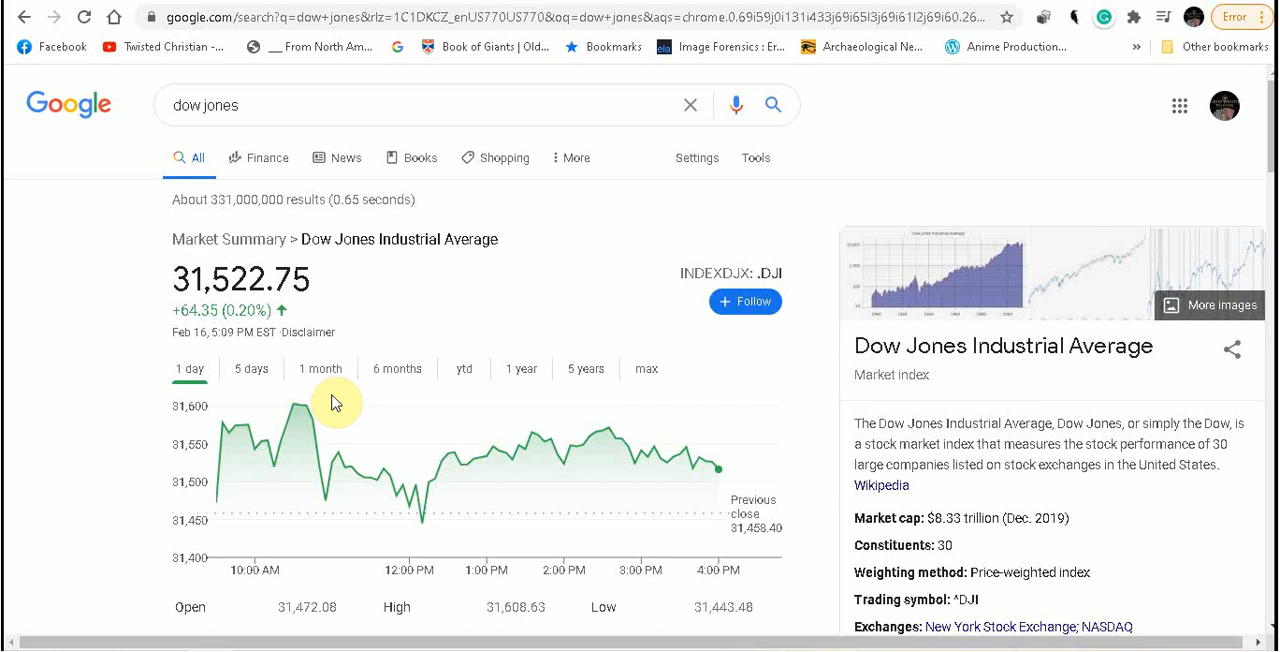 google.com/search?q=dow+jones&rlz=1C1DKCZ_enUS770US770&oq=dow+jones&aqs=chrome.0.69i59j0i131i433j69i65l3j69i61l2j69i60.26...
Error
Facebook
Twisted Christian -...
__ From North Am...
Book of Giants | Old...
Bookmarks
ela
Image Forensics : Er...
Archaeological Ne...
Anime Production...
»
Other bookmarks
Google
dow jones
All
Finance
News
Books
Shopping
More
Settings
Tools
About 331,000,000 results (0.65 seconds)
Market Summary > Dow Jones Industrial Average
31,522.75
INDEXDJX: .DJI
+64.35 (0.20%)
+ Follow
Feb 16, 5:09 PM EST ·Disclaimer
1 day
5 days
1 month
6 months
ytd
1 year
5 years
max
31,600
31,550
31,500
31,450
31,400
Previous
close
31,458.40
10:00 AM
12:00 PM
1:00 PM
2:00 PM
3:00 PM
4:00 PM
Open 31,472.08 High 31,608.63 Low 31,443.48
More images
Dow Jones Industrial Average
Market index
The Dow Jones Industrial Average, Dow Jones, or simply the Dow, is
a stock market index that measures the stock performance of 30
large companies listed on stock exchanges in the United States.
Wikipedia
Market cap: $8.33 trillion (Dec. 2019)
Constituents: 30
Weighting method: Price-weighted index
Trading symbol: ^DJI
Exchanges: New York Stock Exchange; NASDAQ